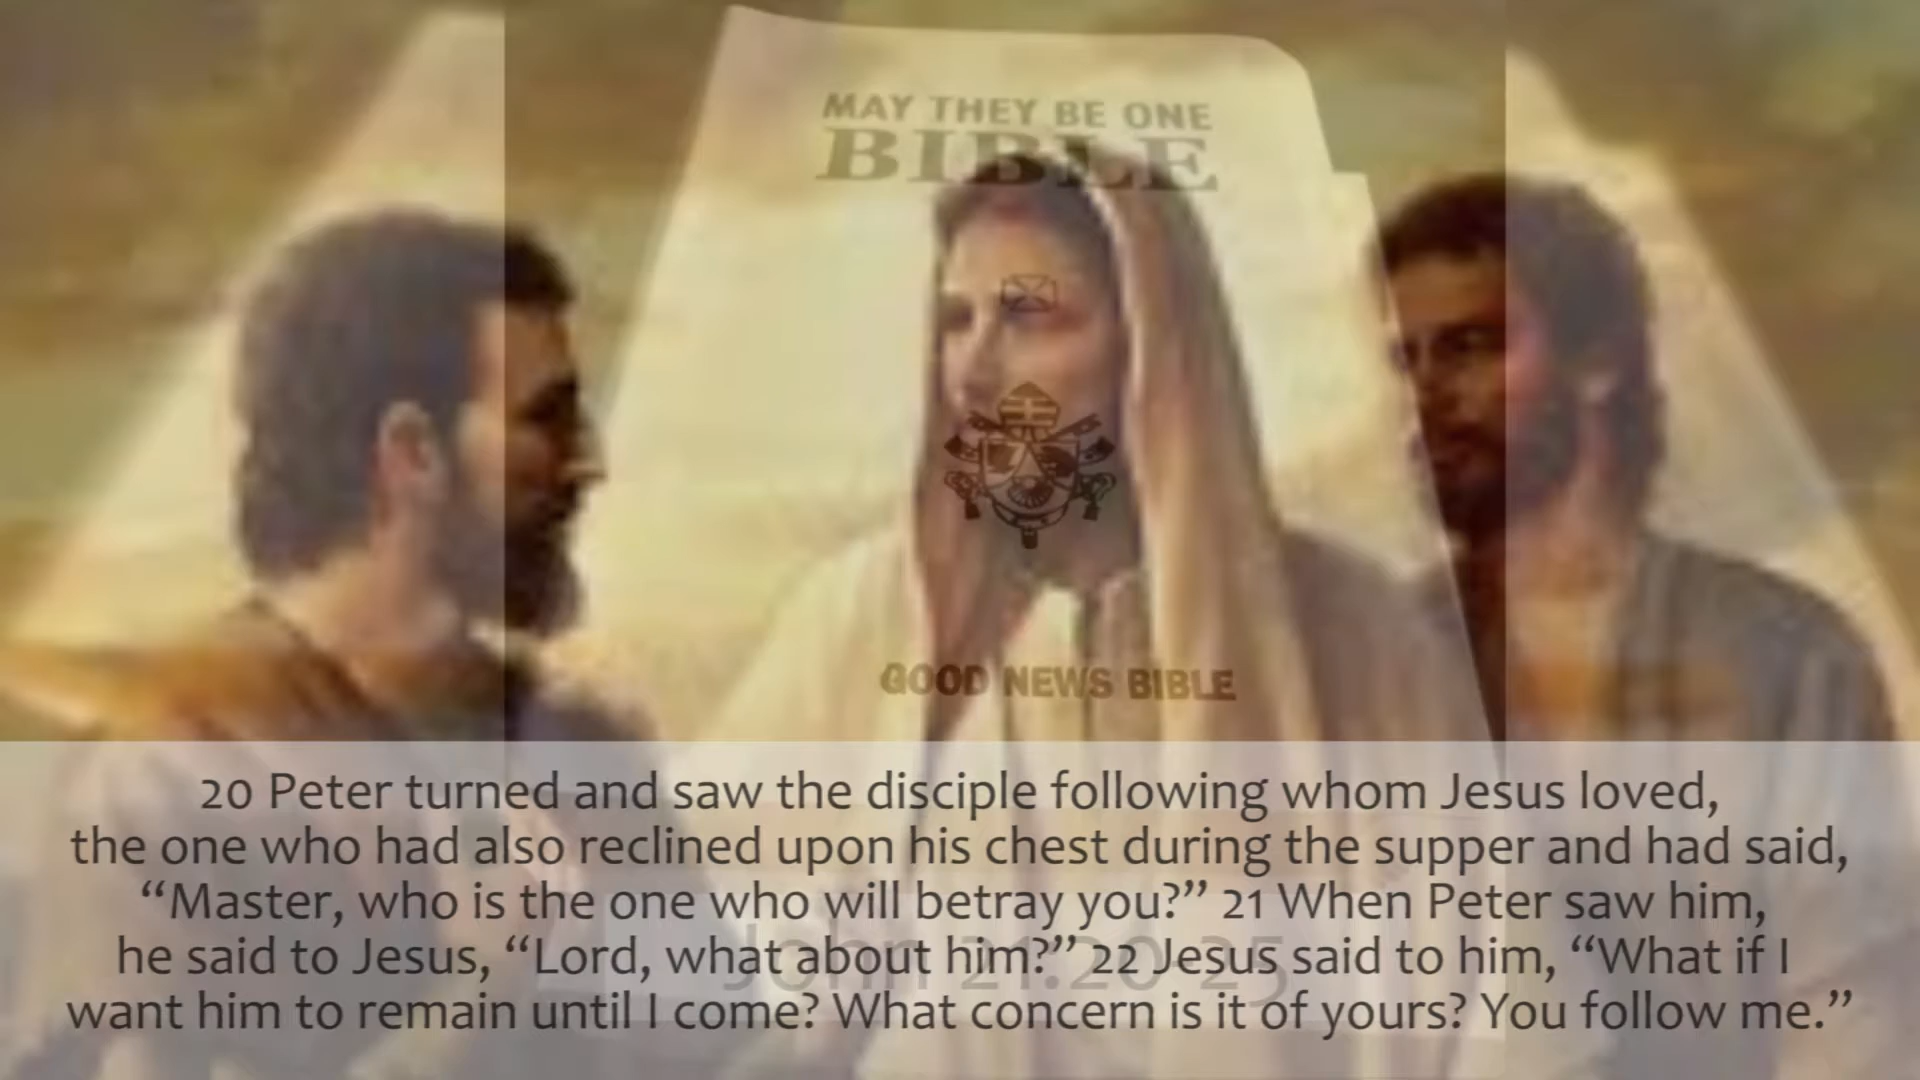 MAY THEY BE ONE
BIBLE
GOOD NEWS BIBLE
20 Peter turned and saw the disciple following whom Jesus loved,
the one who had also reclined upon his chest during the supper and had said,
“Master, who is the one who will betray you?” 21 When Peter saw him,
he said to Jesus, “Lord, what about him?” 22 Jesus said to him, “What if I
want him to remain until I come? What concern is it of yours? You follow me.”
John 21:20-25